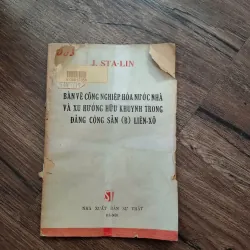 J. STA-LIN
BÀN VỀ CÔNG NGHIỆP HÓA NƯỚC NHÀ
VÀ XU HƯỚNG HỮU KHUYNH TRONG
ĐẢNG CỘNG SẢN (B) LIÊN-XÔ
ST
NHÀ XUẤT BẢN SỰ THẬT